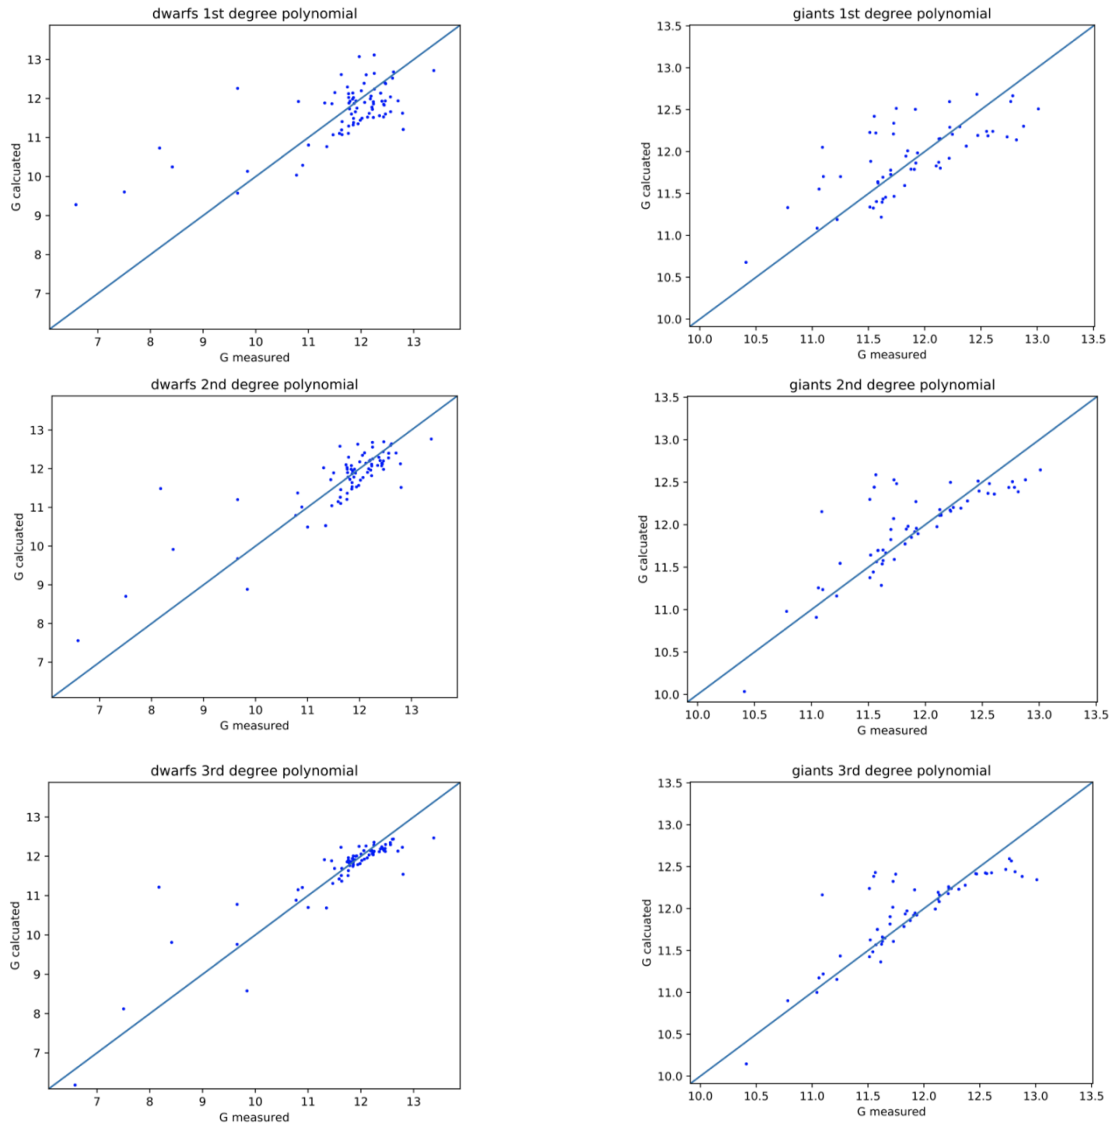 dwarfs 1st degree polynomial
13
12
11
10
9
8
7
G calcuated
7 8 9 10 11 12 13
G measured
giants 1st degree polynomial
13.5
13.0
12.5
12.0
11.5
11.0
10.5
10.0
G calcuated
10.0 10.5 11.0 11.5 12.0 12.5 13.0 13.5
G measured
dwarfs 2nd degree polynomial
13
12
11
10
9
8
7
G calcuated
7 8 9 10 11 12 13
G measured
giants 2nd degree polynomial
13.5
13.0
12.5
12.0
11.5
11.0
10.5
10.0
G calcuated
10.0 10.5 11.0 11.5 12.0 12.5 13.0 13.5
G measured
dwarfs 3rd degree polynomial
13
12
11
10
9
8
7
G calcuated
7 8 9 10 11 12 13
G measured
giants 3rd degree polynomial
13.5
13.0
12.5
12.0
11.5
11.0
10.5
10.0
G calcuated
10.0 10.5 11.0 11.5 12.0 12.5 13.0 13.5
G measured